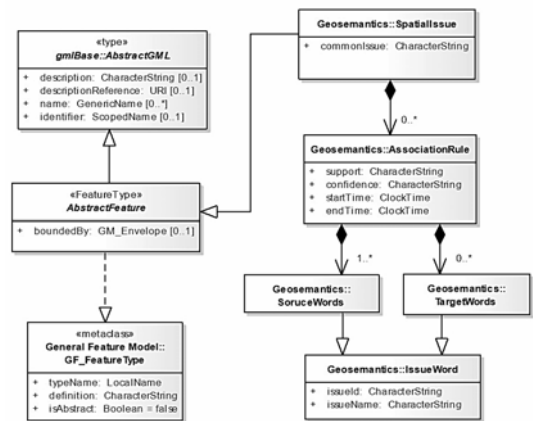 «type»
gmlBase::AbstractGML
+ description: CharacterString [0..1]
+ descriptionReference: URI [0..1]
+ name: GenericName [0..*]
+ identifier: ScopedName [0..1]
«FeatureType»
AbstractFeature
+ boundedBy: GM_Envelope [0..1]
«metaclass»
General Feature Model::
GF_FeatureType
+ typeName: LocalName
+ definition: CharacterString
+ isAbstract: Boolean = false
Geosemantics::SpatialIssue
+ commonIssue: CharacterString
0..*
Geosemantics::AssociationRule
+ support: CharacterString
+ confidence: CharacterString
+ startTime: ClockTime
+ endTime: ClockTime
1..*
0..*
Geosemantics::
SoruceWords
Geosemantics::
TargetWords
Geosemantics::IssueWord
+ issueId: CharacterString
+ issueName: CharacterString